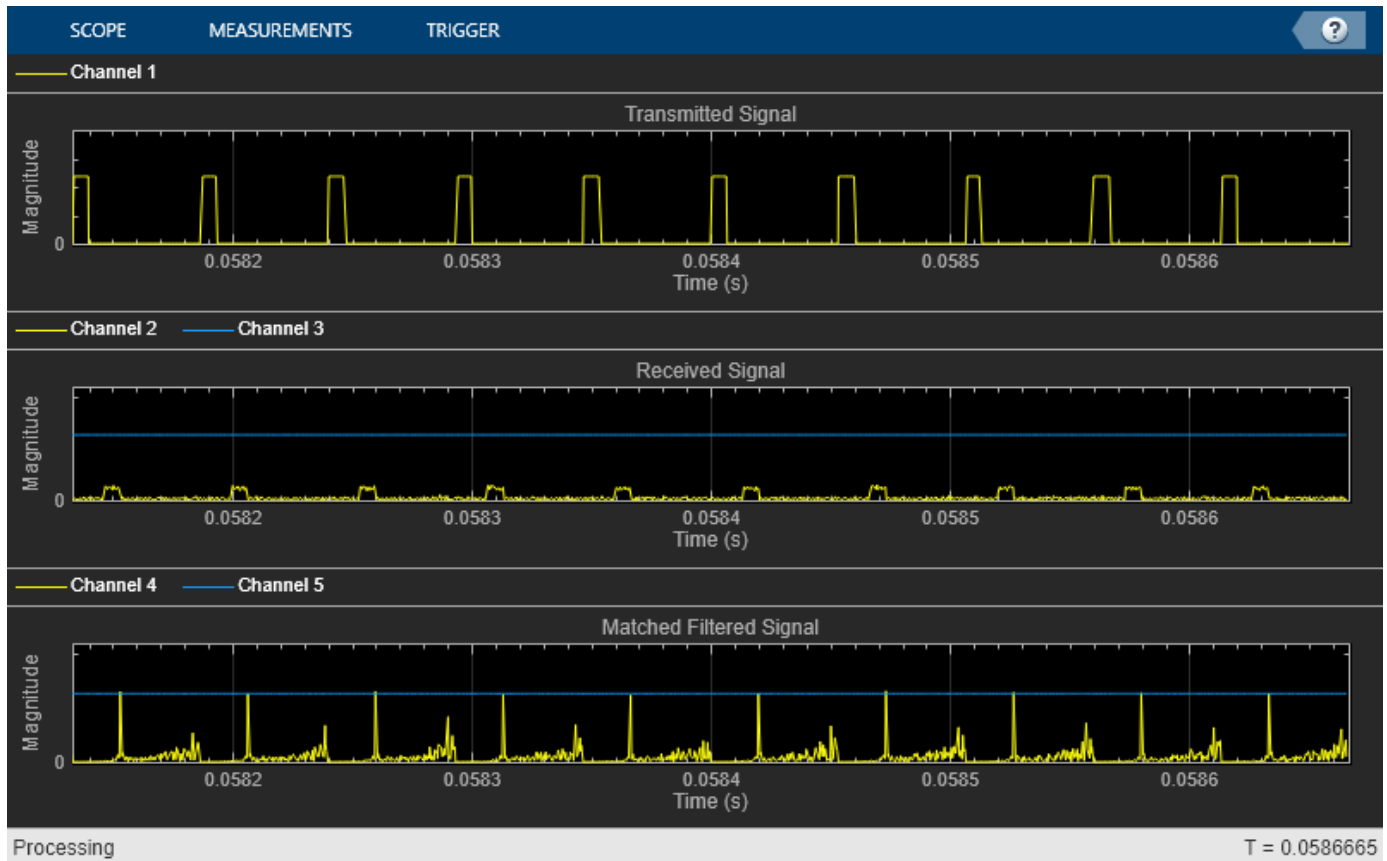 SCOPE MEASUREMENTS TRIGGER ?
Channel 1
Transmitted Signal
Magnitude
0
0.0582 0.0583 0.0584 0.0585 0.0586
Time (s)
Channel 2 Channel 3
Received Signal
Magnitude
0
0.0582 0.0583 0.0584 0.0585 0.0586
Time (s)
Channel 4 Channel 5
Matched Filtered Signal
Magnitude
0
0.0582 0.0583 0.0584 0.0585 0.0586
Time (s)
Processing T = 0.0586665